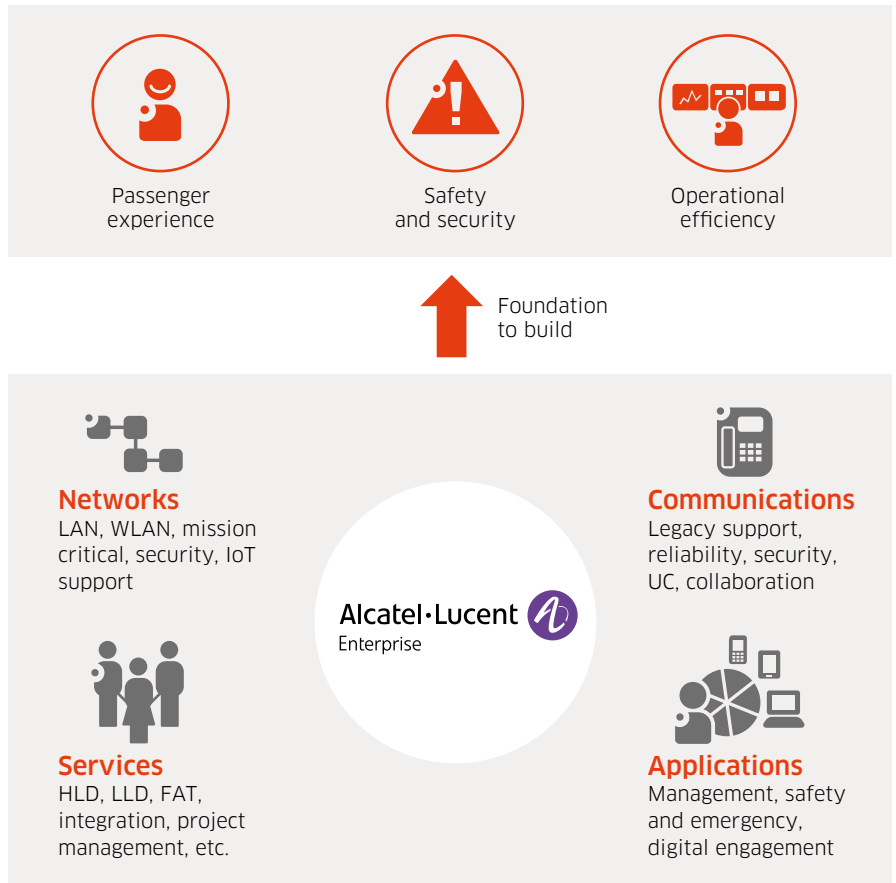 Passenger
experience
Safety
and security
Operational
efficiency
Foundation
to build
Networks
LAN, WLAN, mission
critical, security, IoT
support
Communications
Legacy support,
reliability, security,
UC, collaboration
Alcatel·Lucent
Enterprise
Services
HLD, LLD, FAT,
integration, project
management, etc.
Applications
Management, safety
and emergency,
digital engagement